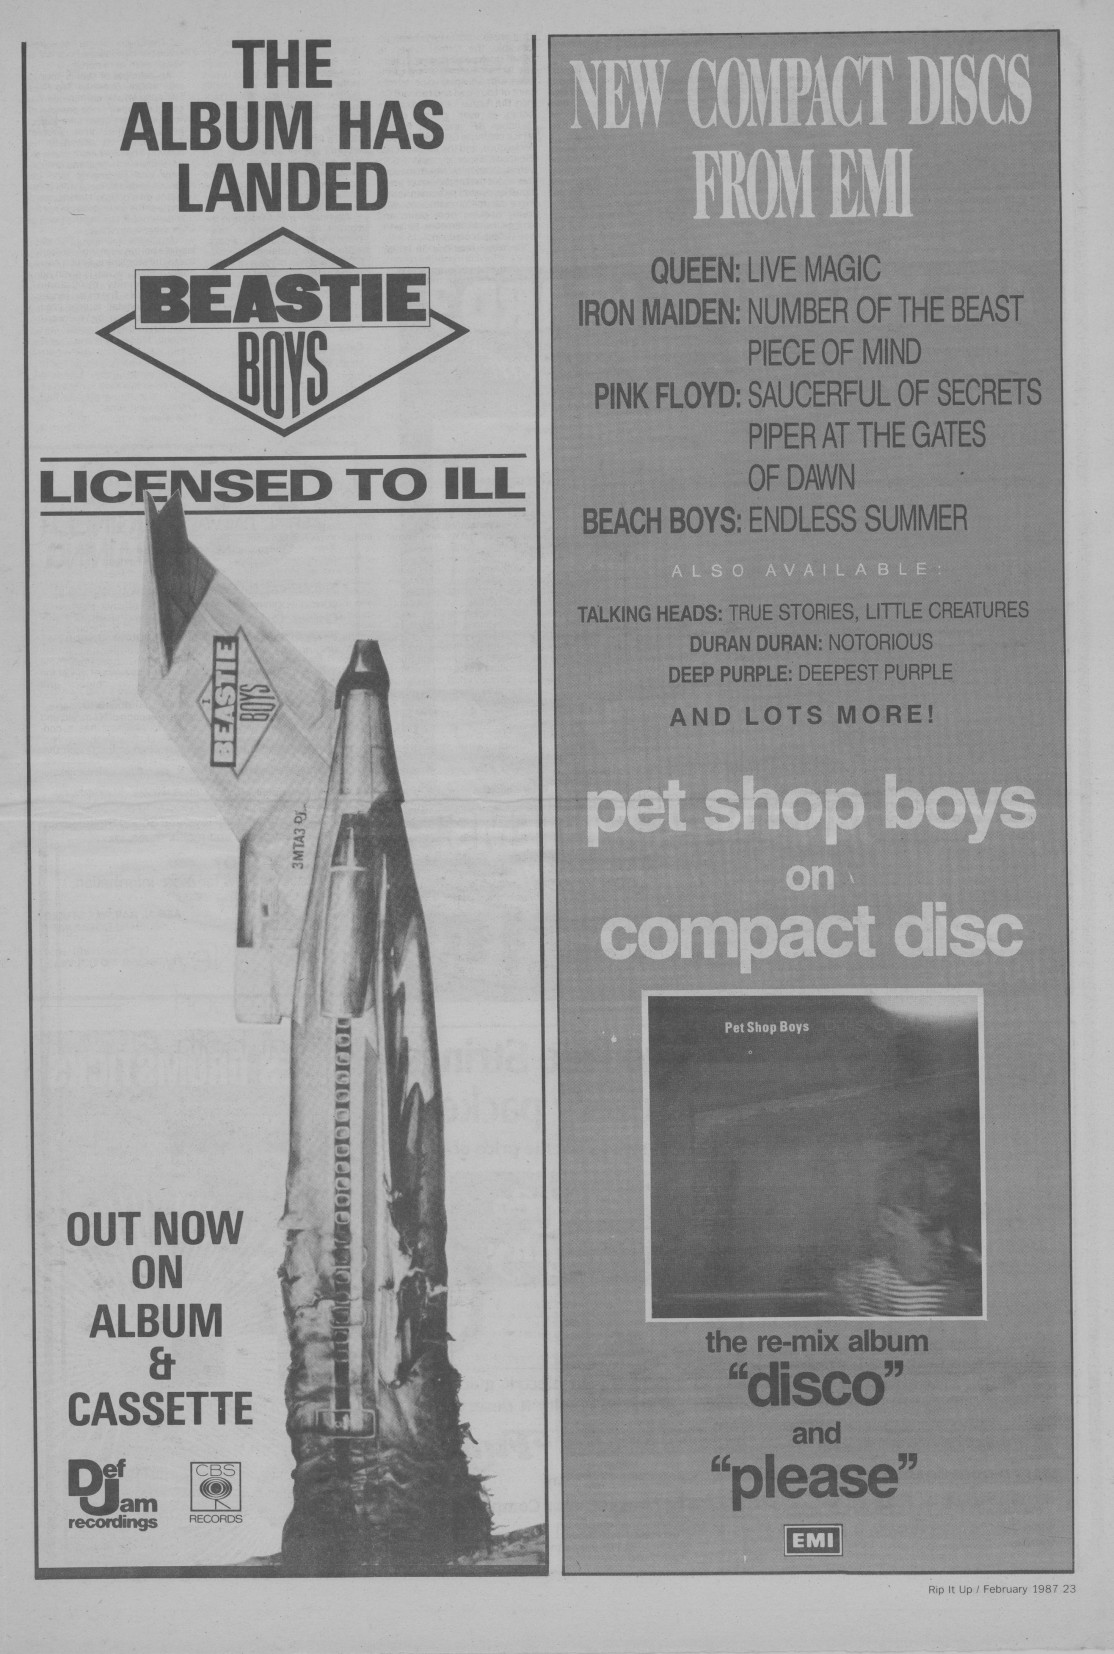 THE
ALBUM HAS
LANDED
BEASTIE
BOYS
LICENSED TO ILL
BEASTIE
BOYS
3MTA3 DJ
OUT NOW
ON
ALBUM
&
CASSETTE
Def
Jam
recordings
CBS
RECORDS
NEW COMPACT DISCS
FROM EMI
QUEEN: LIVE MAGIC
IRON MAIDEN: NUMBER OF THE BEAST
PIECE OF MIND
PINK FLOYD: SAUCERFUL OF SECRETS
PIPER AT THE GATES
OF DAWN
BEACH BOYS: ENDLESS SUMMER
ALSO AVAILABLE:
TALKING HEADS: TRUE STORIES, LITTLE CREATURES
DURAN DURAN: NOTORIOUS
DEEP PURPLE: DEEPEST PURPLE
AND LOTS MORE!
pet shop boys
on
compact disc
Pet Shop Boys
the re-mix album
“disco”
and
“please”
EMI
Rip It Up / February 1987 23